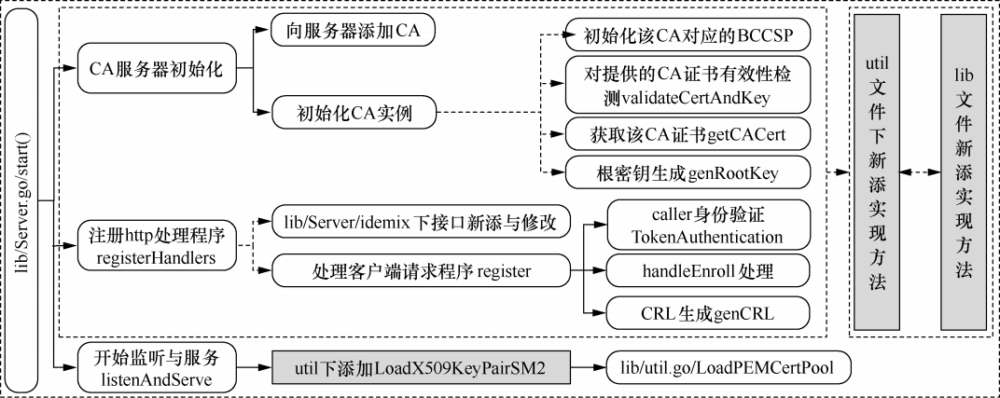 lib/Server.go/start()
CA服务器初始化
向服务器添加CA
初始化CA实例
初始化该CA对应的BCCSP
对提供的CA证书有效性检
测validateCertAndKey
获取该CA证书getCACert
根密钥生成genRootKey
注册http处理程序
registerHandlers
lib/Server/idemix下接口新添与修改
处理客户端请求程序register
caller身份验证
TokenAuthentication
handleEnroll处理
CRL生成genCRL
开始监听与服务
listenAndServe
util下添加LoadX509KeyPairSM2
lib/util.go/LoadPEMCertPool
util文件下新添实现方法
lib文件新添实现方法